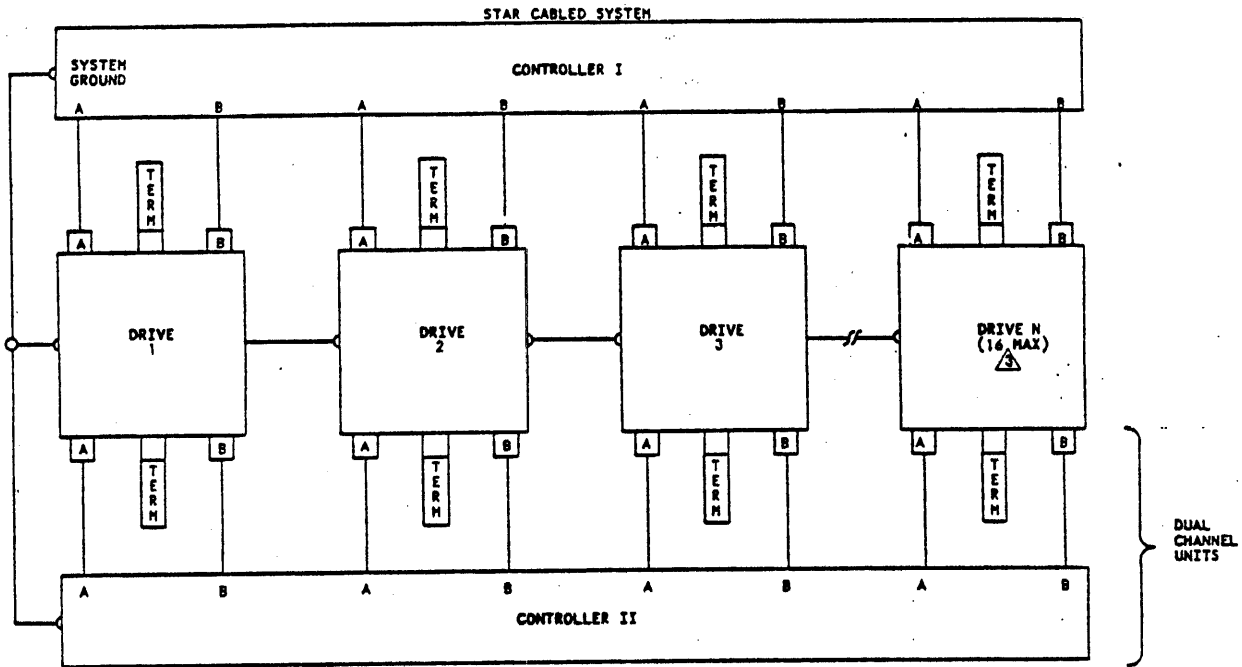 STAR CABLED SYSTEM
SYSTEM
GROUND
CONTROLLER I
A B A B A B A B
TERM TERM TERM TERM
A B A B A B A B
DRIVE
1
DRIVE
2
DRIVE
3
DRIVE N
(16 MAX)
3
A B A B A B A B
TERM TERM TERM TERM
DUAL
CHANNEL
UNITS
A B A B A B A B
CONTROLLER II